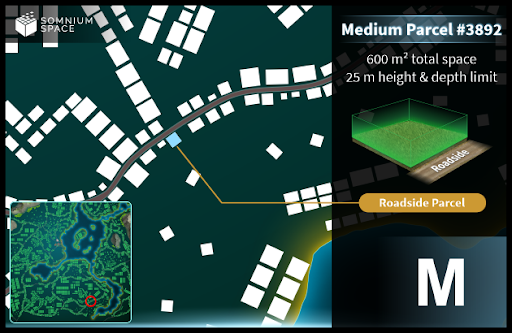 SOMNIUM
SPACE
Medium Parcel #3892
600 m² total space
25 m height & depth limit
Roadside
Roadside Parcel
M